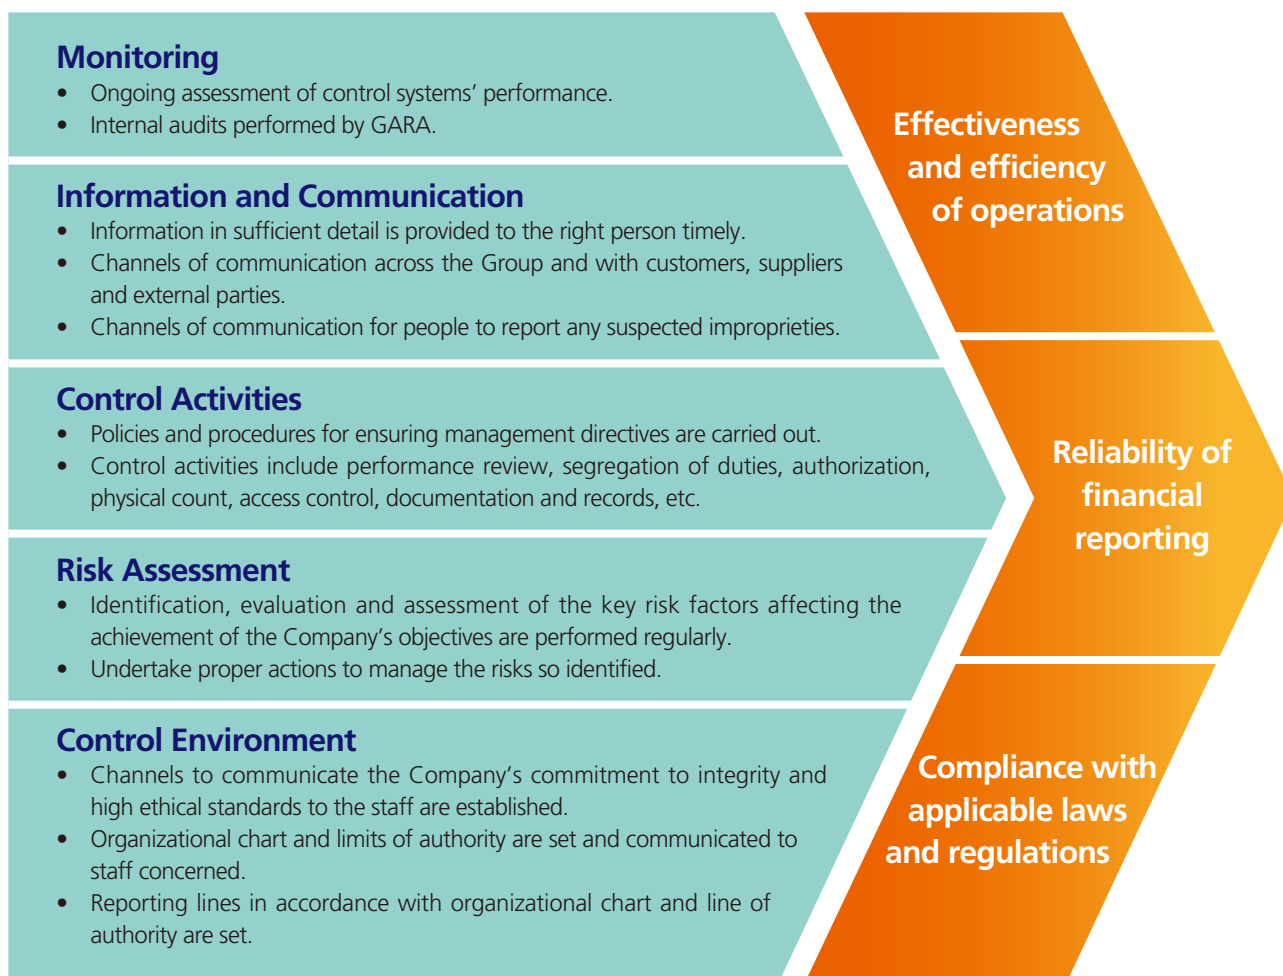 Monitoring
• Ongoing assessment of control systems’ performance.
• Internal audits performed by GARA.
Information and Communication
• Information in sufficient detail is provided to the right person timely.
• Channels of communication across the Group and with customers, suppliers
and external parties.
• Channels of communication for people to report any suspected improprieties.
Control Activities
• Policies and procedures for ensuring management directives are carried out.
• Control activities include performance review, segregation of duties, authorization,
physical count, access control, documentation and records, etc.
Risk Assessment
• Identification, evaluation and assessment of the key risk factors affecting the
achievement of the Company’s objectives are performed regularly.
• Undertake proper actions to manage the risks so identified.
Control Environment
• Channels to communicate the Company’s commitment to integrity and
high ethical standards to the staff are established.
• Organizational chart and limits of authority are set and communicated to
staff concerned.
• Reporting lines in accordance with organizational chart and line of
authority are set.
Effectiveness
and efficiency
of operations
Reliability of
financial
reporting
Compliance with
applicable laws
and regulations